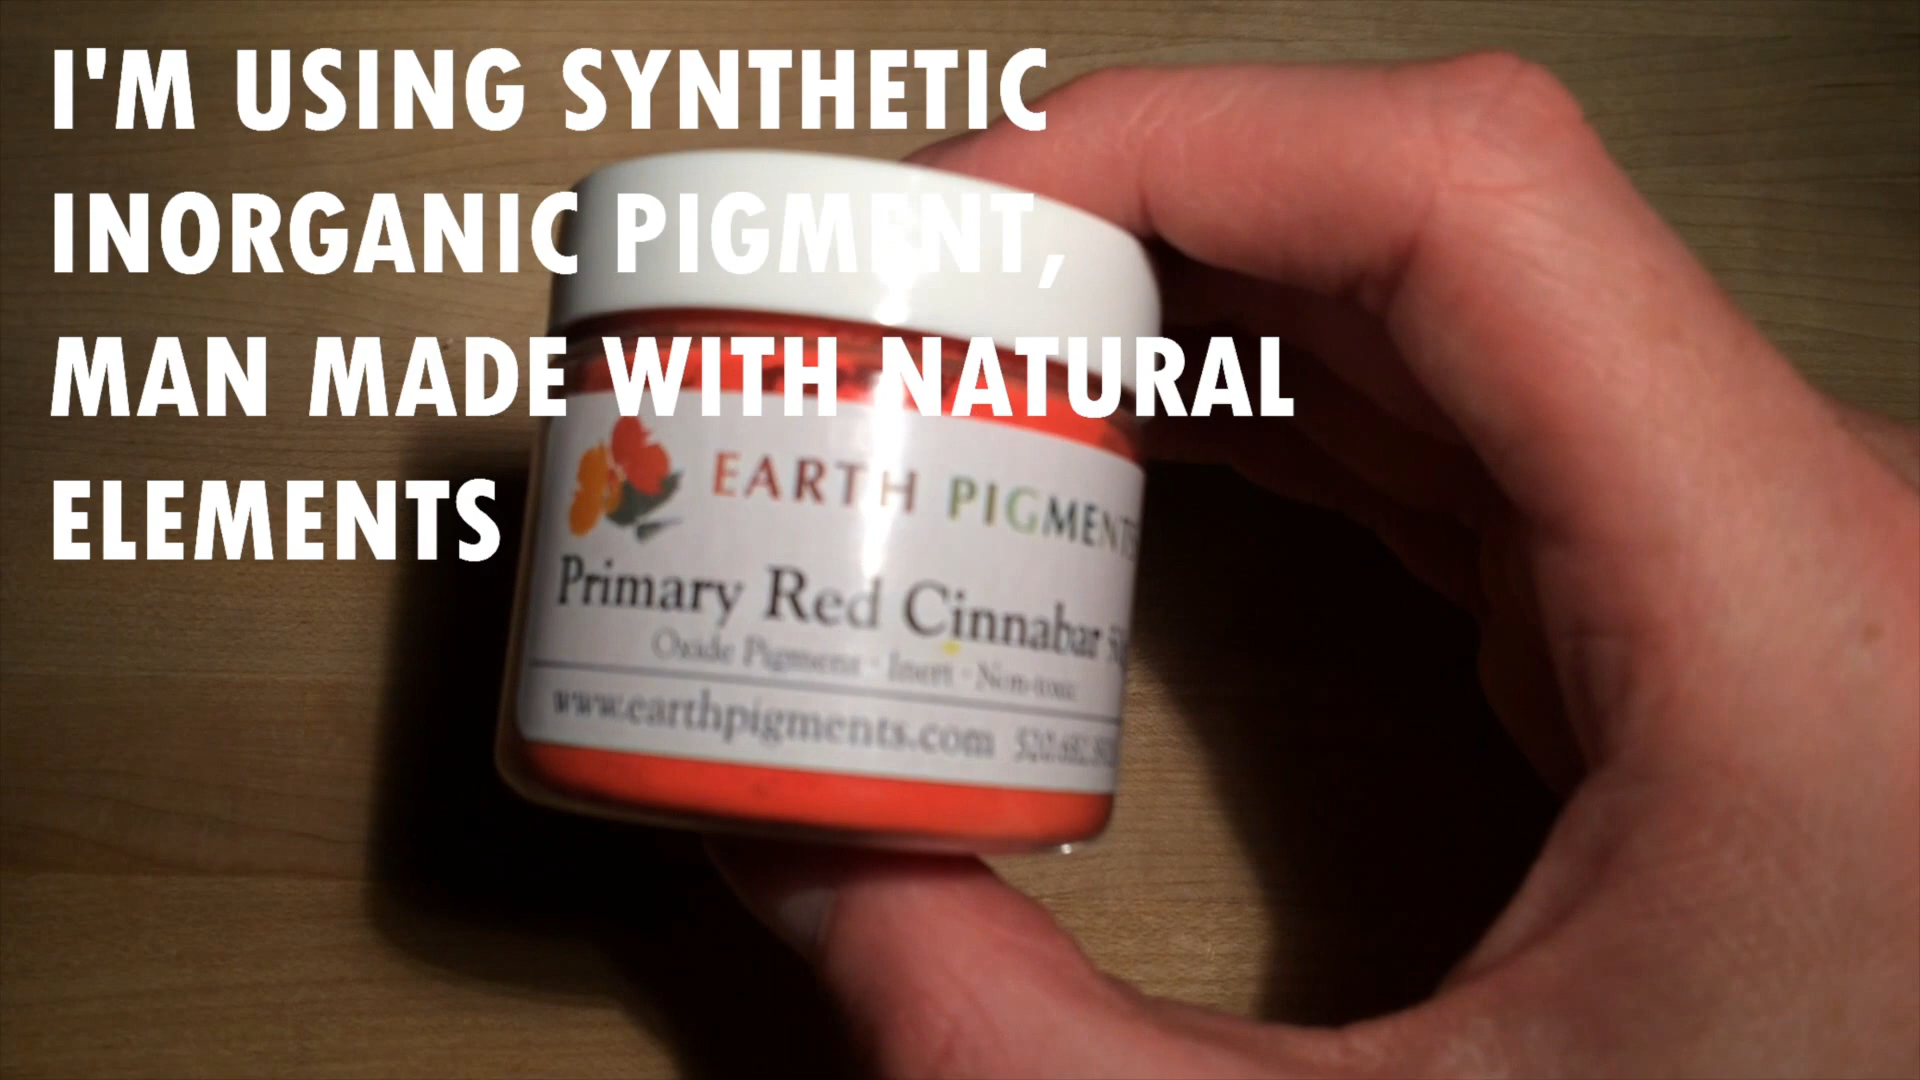 I'M USING SYNTHETIC
INORGANIC PIGMENT,
MAN MADE WITH NATURAL
ELEMENTS
EARTH PIGMENTS
Primary Red Cinnabar
Oxide Pigment · Inert · Non-toxic
www.earthpigments.com